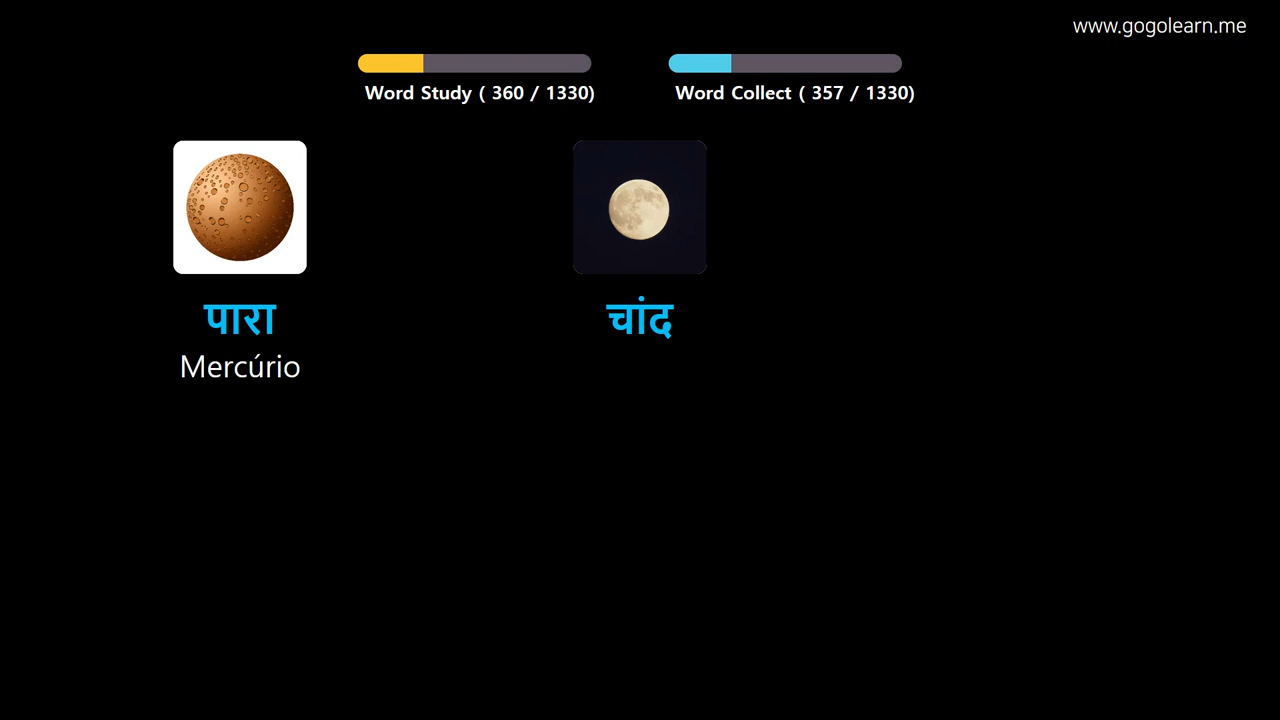 www.gogolearn.me
Word Study ( 360 / 1330)
Word Collect ( 357 / 1330)
पारा
चांद
Mercúrio